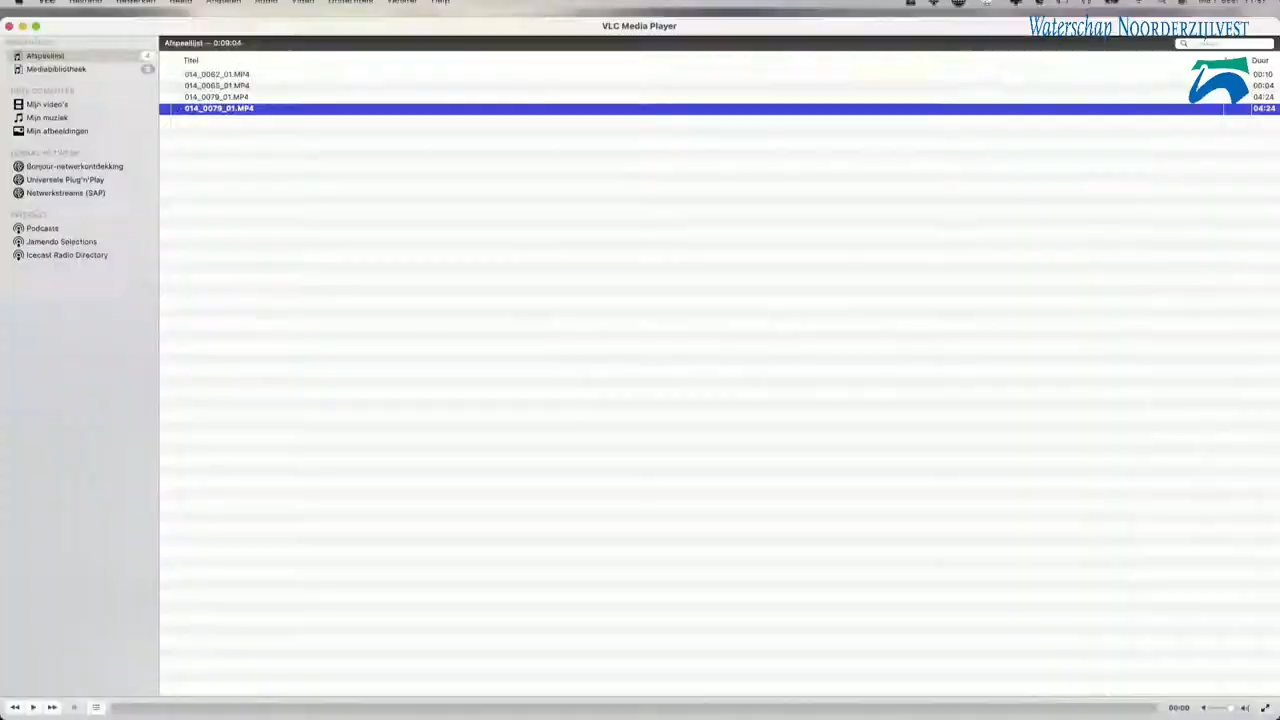 VLC Media Player
Waterschap NOORDERZIJLVEST
Afspeellijst — 0:09:04
Afspeellijst
4
Mediabibliotheek
Mijn video's
Mijn muziek
Mijn afbeeldingen
Bonjour-netwerkontdekking
Universele Plug'n'Play
Netwerkstreams (SAP)
Podcasts
Jamendo Selections
Icecast Radio Directory
Titel
Duur
014_0062_01.MP4
00:10
014_0065_01.MP4
00:04
014_0079_01.MP4
04:24
014_0079_01.MP4
04:24
00:00